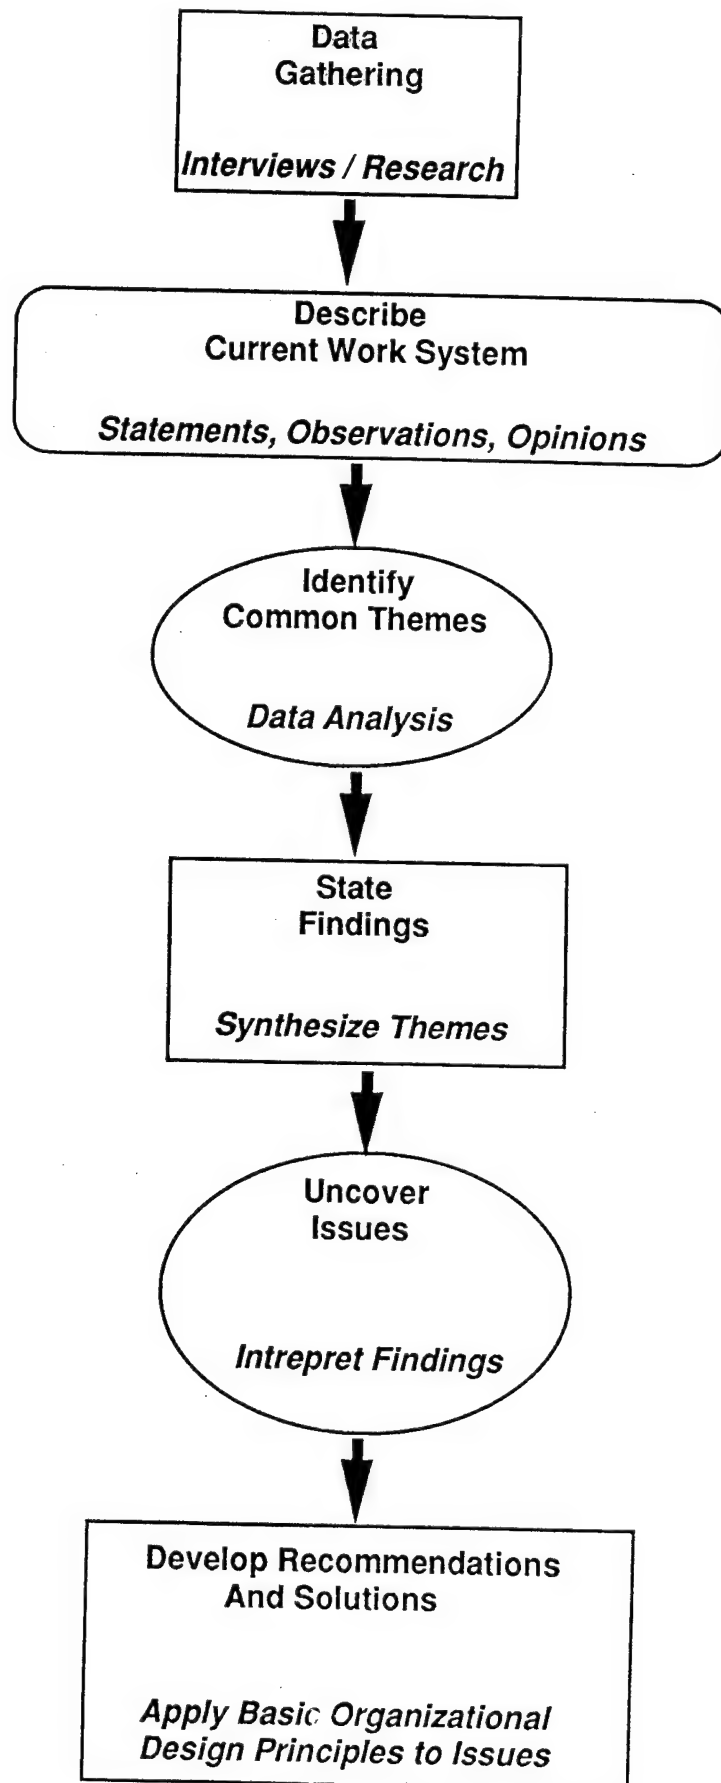 Data
Gathering
Interviews / Research
Describe
Current Work System
Statements, Observations, Opinions
Identify
Common Themes
Data Analysis
State
Findings
Synthesize Themes
Uncover
Issues
Intrepret Findings
Develop Recommendations
And Solutions
Apply Basic Organizational
Design Principles to Issues